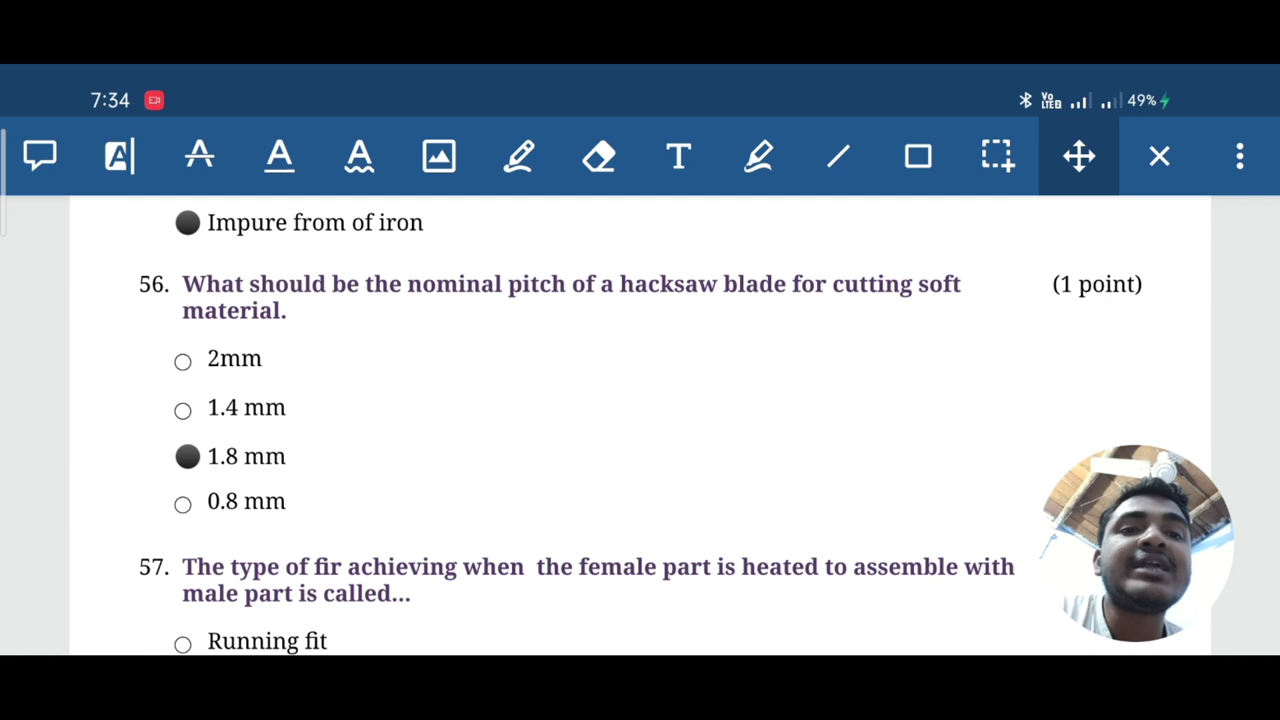 7:34
Vo
LTE2
49%
A
A
A
A
T
Impure from of iron
56. What should be the nominal pitch of a hacksaw blade for cutting soft (1 point)
material.
2mm
1.4 mm
1.8 mm
0.8 mm
57. The type of fir achieving when the female part is heated to assemble with
male part is called...
Running fit